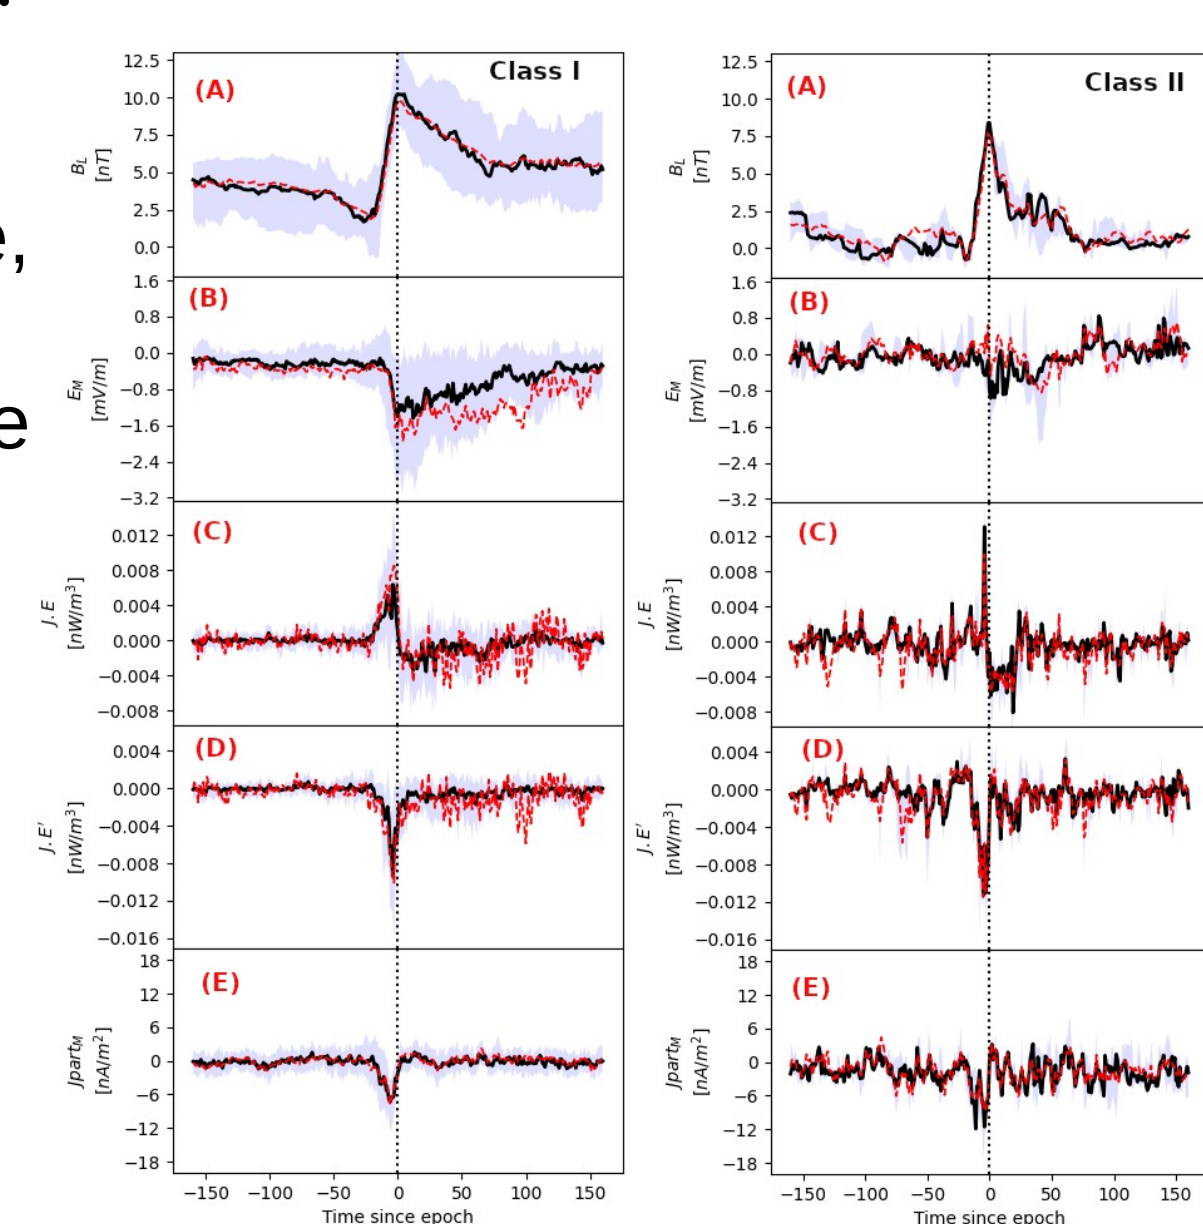 e,
e
Class I
(A)
12.5
10.0
7.5
5.0
2.5
0.0
B_L
[nT]
(B)
1.6
0.8
0.0
−0.8
−1.6
−2.4
−3.2
E_M
[mV/m]
(C)
0.012
0.008
0.004
0.000
−0.004
−0.008
J.E
[nW/m³]
(D)
0.004
0.000
−0.004
−0.008
−0.012
−0.016
J.E′
[nW/m³]
(E)
18
12
6
0
−6
−12
−18
Jpart_M
[nA/m²]
−150 −100 −50 0 50 100 150
Time since epoch
Class II
(A)
12.5
10.0
7.5
5.0
2.5
0.0
B_L
[nT]
(B)
1.6
0.8
0.0
−0.8
−1.6
−2.4
−3.2
E_M
[mV/m]
(C)
0.012
0.008
0.004
0.000
−0.004
−0.008
J.E
[nW/m³]
(D)
0.004
0.000
−0.004
−0.008
−0.012
−0.016
J.E′
[nW/m³]
(E)
18
12
6
0
−6
−12
−18
Jpart_M
[nA/m²]
−150 −100 −50 0 50 100 150
Time since epoch